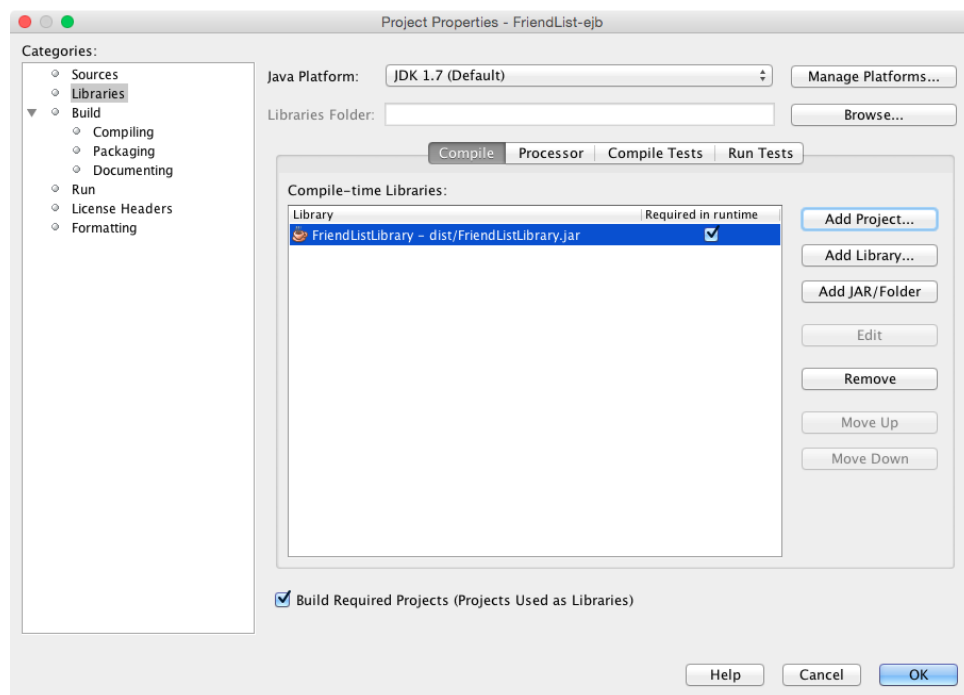 Project Properties - FriendList-ejb
Categories:
Sources
Libraries
Build
Compiling
Packaging
Documenting
Run
License Headers
Formatting
Java Platform: JDK 1.7 (Default) Manage Platforms...
Libraries Folder: Browse...
Compile Processor Compile Tests Run Tests
Compile-time Libraries:
Library Required in runtime
FriendListLibrary - dist/FriendListLibrary.jar
Add Project...
Add Library...
Add JAR/Folder
Edit
Remove
Move Up
Move Down
Build Required Projects (Projects Used as Libraries)
Help Cancel OK